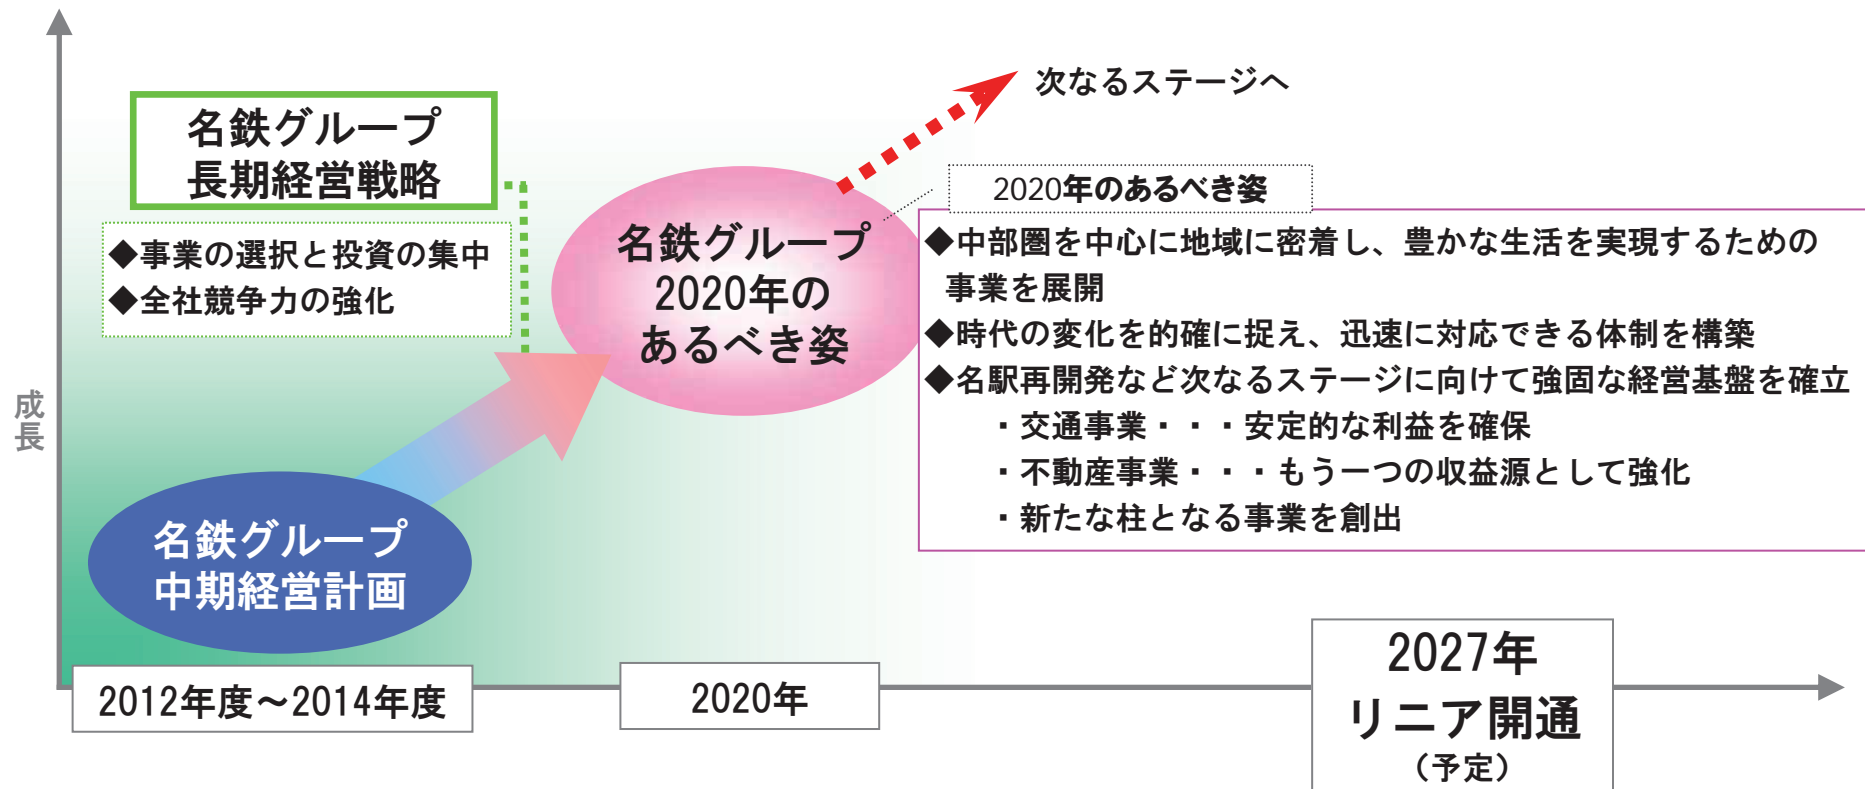 次なるステージへ
名鉄グループ
長期経営戦略
◆事業の選択と投資の集中
◆全社競争力の強化
名鉄グループ
2020年の
あるべき姿
2020年のあるべき姿
◆中部圏を中心に地域に密着し、豊かな生活を実現するための
事業を展開
◆時代の変化を的確に捉え、迅速に対応できる体制を構築
◆名駅再開発など次なるステージに向けて強固な経営基盤を確立
・交通事業・・・安定的な利益を確保
・不動産事業・・・もう一つの収益源として強化
・新たな柱となる事業を創出
成長
名鉄グループ
中期経営計画
2012年度～2014年度
2020年
2027年
リニア開通
（予定）